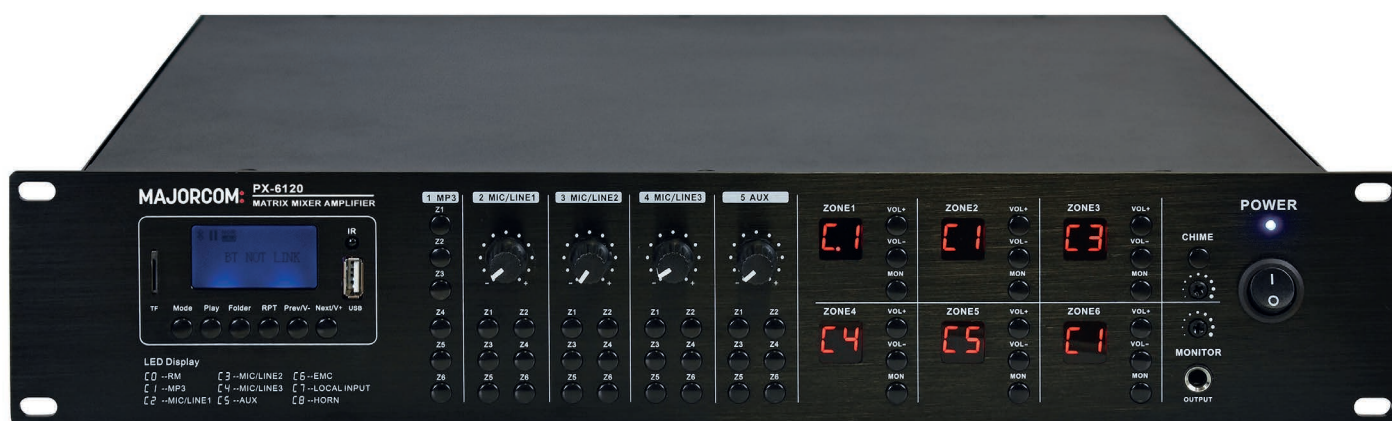 MAJORCOM: PX-6120
MATRIX MIXER AMPLIFIER
BT NOT LINK
IR
TF
USB
Mode Play Folder RPT Prev/V- Next/V+
LED Display
C0 --RM C3 --MIC/LINE2 C6 --EMC
C1 --MP3 C4 --MIC/LINE3 C7 --LOCAL INPUT
C2 --MIC/LINE1 C5 --AUX C8 --HORN
1 MP3
Z1
Z2
Z3
Z4
Z5
Z6
2 MIC/LINE1
- +
Z1 Z2
Z3 Z4
Z5 Z6
3 MIC/LINE2
- +
Z1 Z2
Z3 Z4
Z5 Z6
4 MIC/LINE3
- +
Z1 Z2
Z3 Z4
Z5 Z6
5 AUX
- +
Z1 Z2
Z3 Z4
Z5 Z6
ZONE1
C.1
VOL+
VOL-
MON
ZONE2
C1
VOL+
VOL-
MON
ZONE3
C3
VOL+
VOL-
MON
ZONE4
C4
VOL+
VOL-
MON
ZONE5
C5
VOL+
VOL-
MON
ZONE6
C1
VOL+
VOL-
MON
CHIME
MONITOR
OUTPUT
POWER
I
O